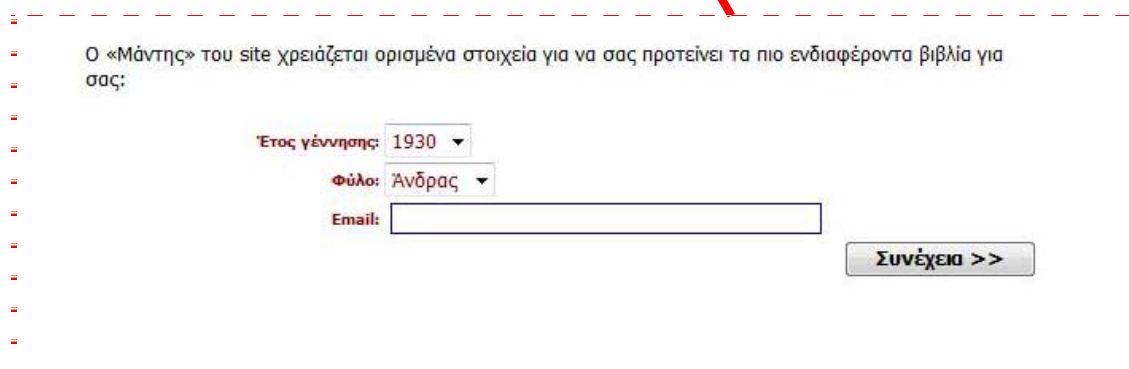 Ο «Μάντης» του site χρειάζεται ορισμένα στοιχεία για να σας προτείνει τα πιο ενδιαφέροντα βιβλία για
σας:
Έτος γέννησης: 1930
Φύλο: Άνδρας
Email:
Συνέχεια >>